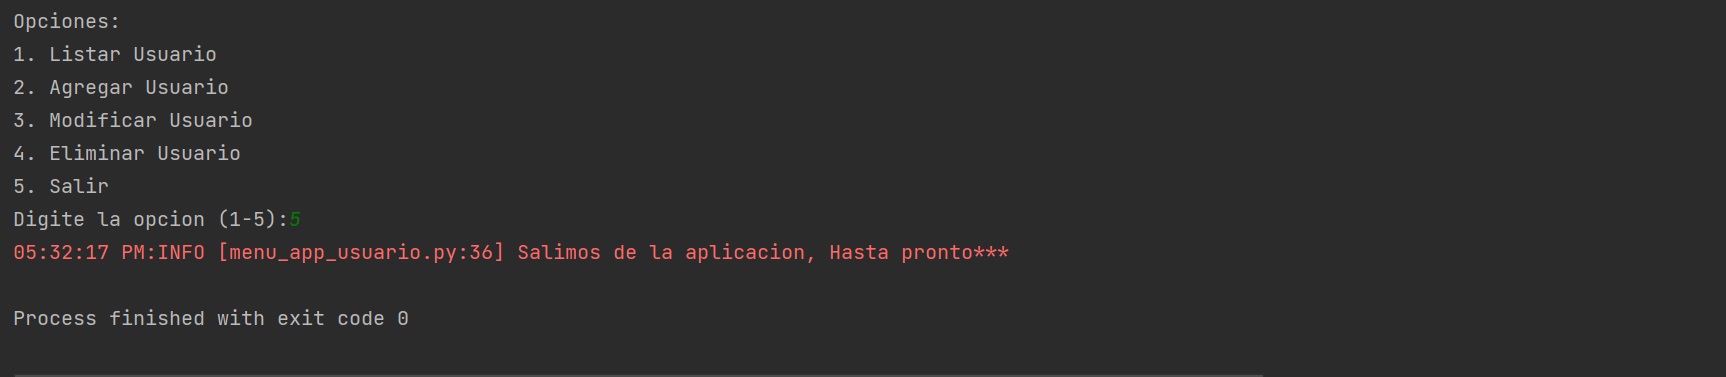 Opciones:
1. Listar Usuario
2. Agregar Usuario
3. Modificar Usuario
4. Eliminar Usuario
5. Salir
Digite la opcion (1-5):5
05:32:17 PM:INFO [menu_app_usuario.py:36] Salimos de la aplicacion, Hasta pronto***
Process finished with exit code 0